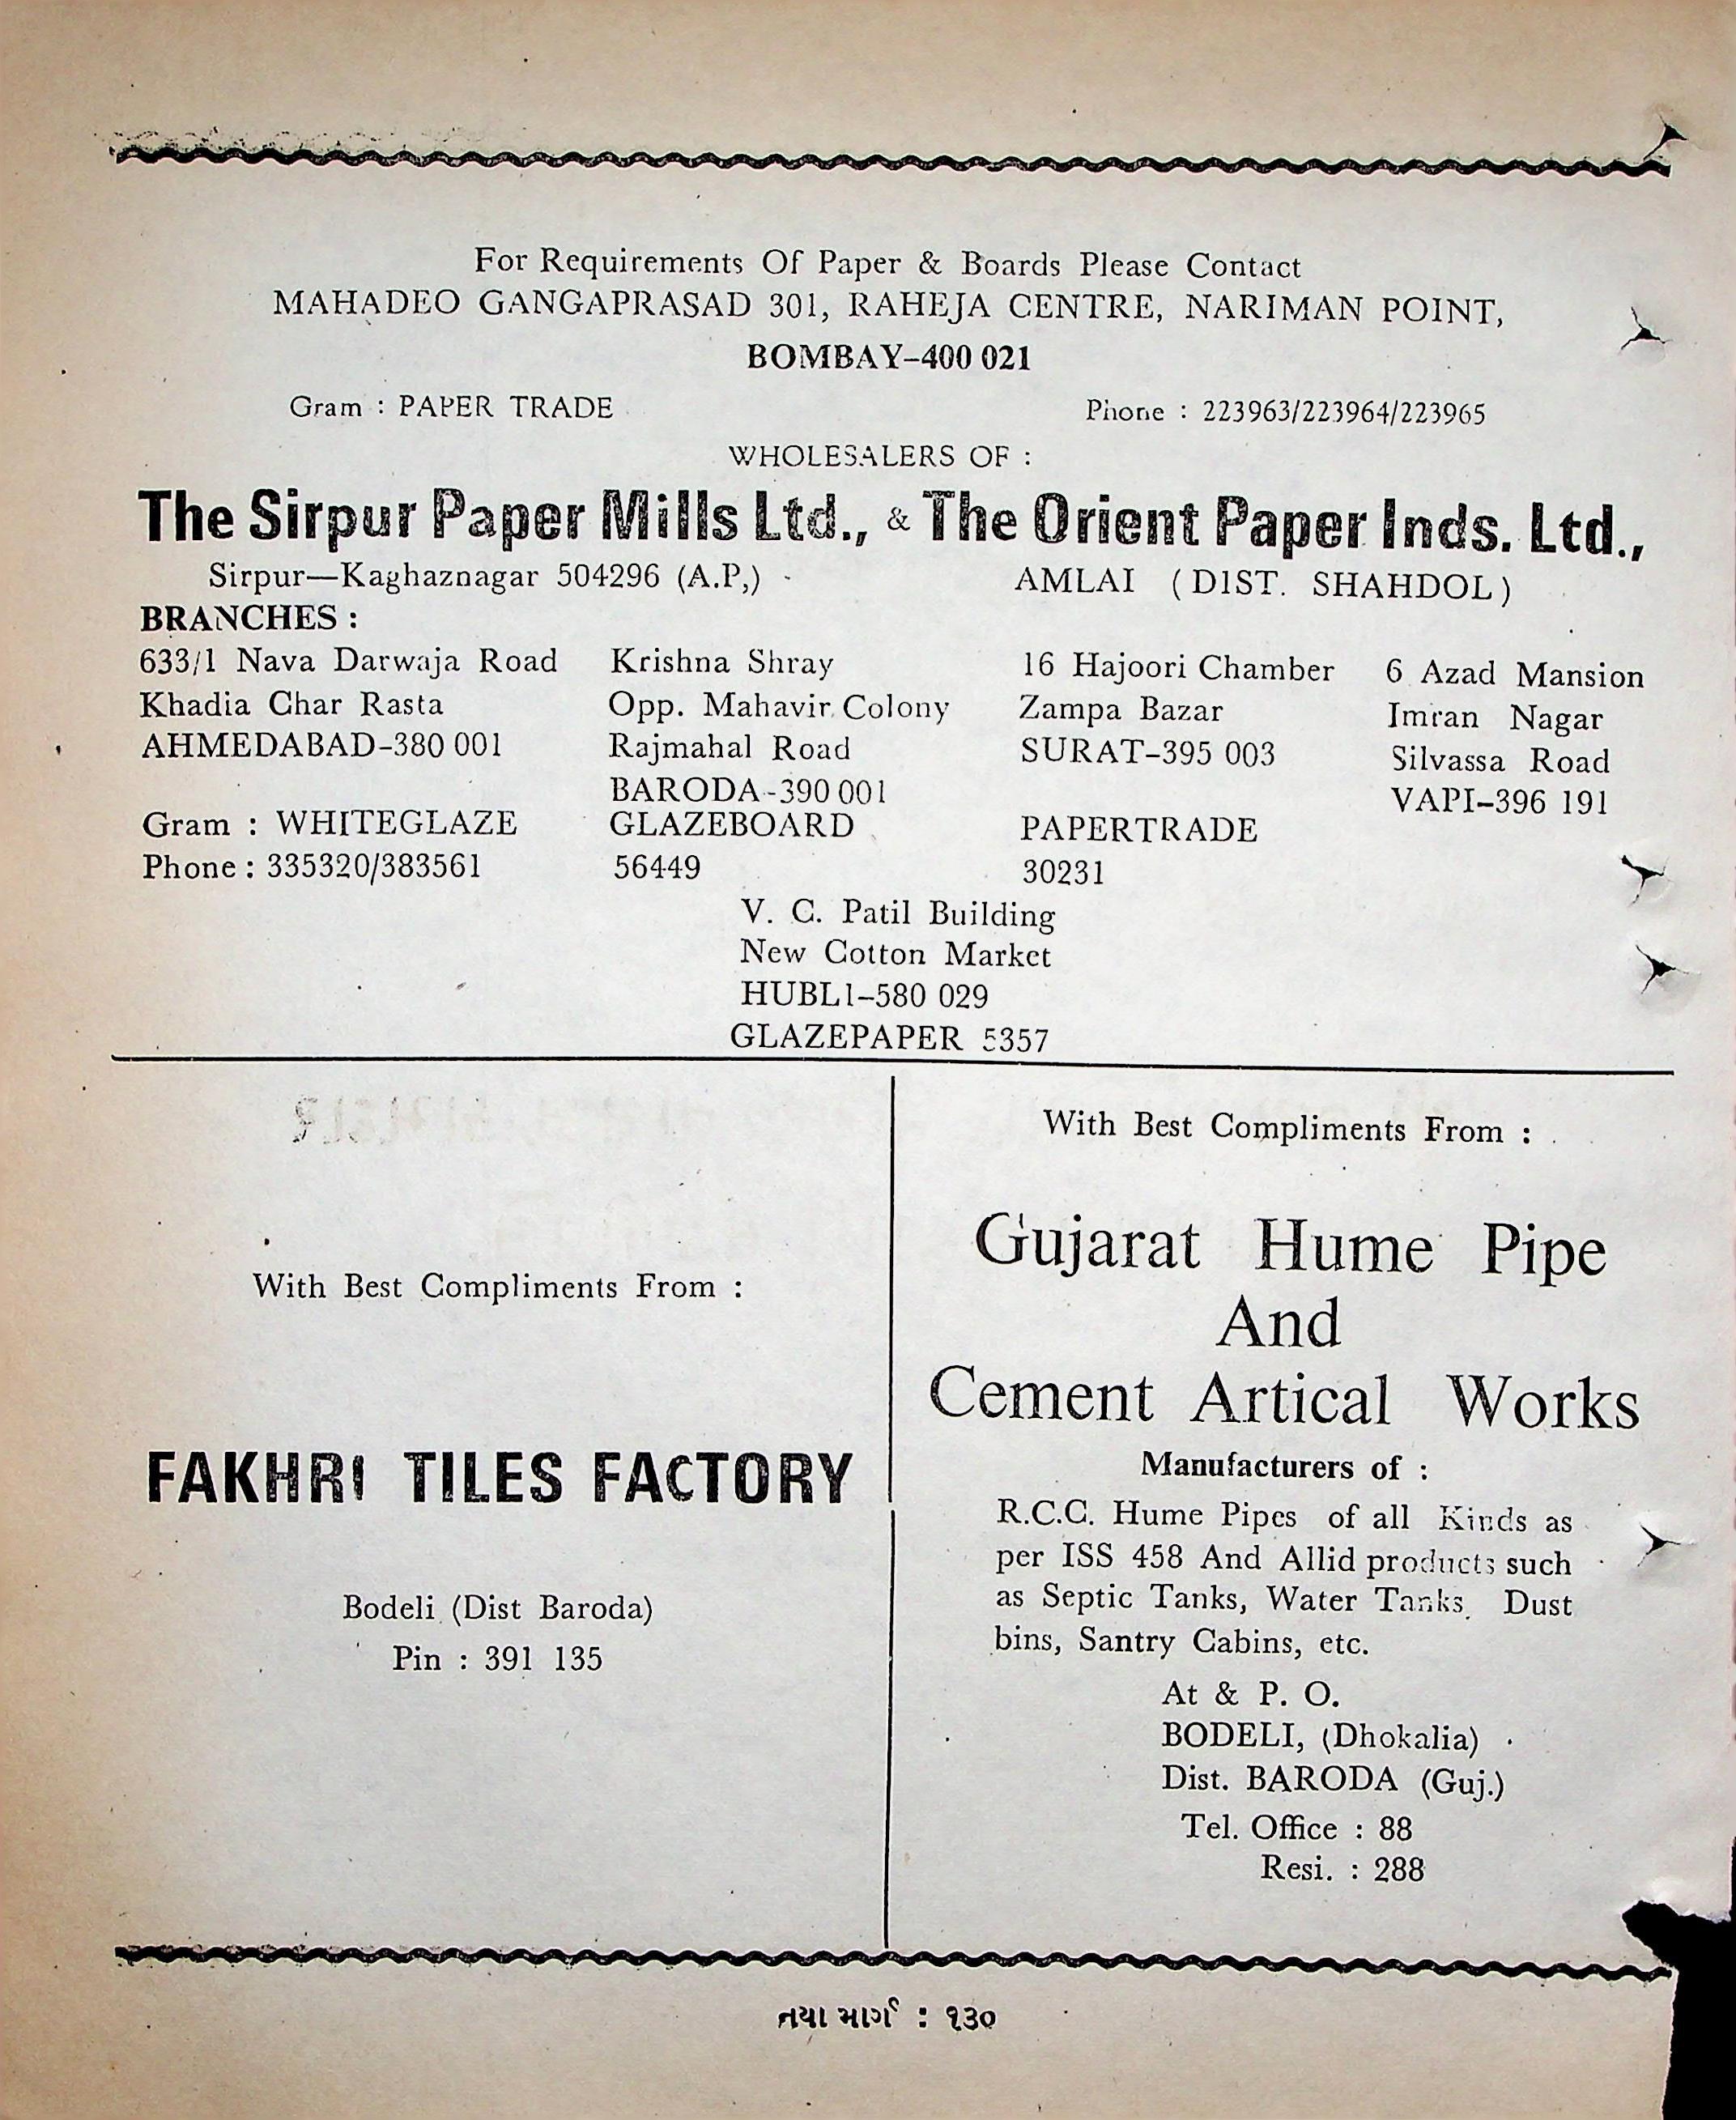 For Requirements Of Paper & Boards Please Contact
MAHADEO GANGAPRASAD 301, RAHEJA CENTRE, NARIMAN POINT,
BOMBAY-400 021
Gram : PAPER TRADE Phone : 223963/223964/223965
WHOLESALERS OF :
The Sirpur Paper Mills Ltd., & The Orient Paper Inds. Ltd.,
Sirpur—Kaghaznagar 504296 (A.P,) AMLAI (DIST. SHAHDOL)
BRANCHES :
633/1 Nava Darwaja Road
Khadia Char Rasta
AHMEDABAD-380 001
Gram : WHITEGLAZE
Phone : 335320/383561
Krishna Shray
Opp. Mahavir Colony
Rajmahal Road
BARODA-390 001
GLAZEBOARD
56449
16 Hajoori Chamber
Zampa Bazar
SURAT-395 003
PAPERTRADE
30231
6 Azad Mansion
Imran Nagar
Silvassa Road
VAPI-396 191
V. C. Patil Building
New Cotton Market
HUBLI-580 029
GLAZEPAPER 5357
With Best Compliments From :
FAKHRI TILES FACTORY
Bodeli (Dist Baroda)
Pin : 391 135
With Best Compliments From :
Gujarat Hume Pipe
And
Cement Artical Works
Manufacturers of :
R.C.C. Hume Pipes of all Kinds as
per ISS 458 And Allid products such
as Septic Tanks, Water Tanks, Dust
bins, Santry Cabins, etc.
At & P. O.
BODELI, (Dhokalia)
Dist. BARODA (Guj.)
Tel. Office : 88
Resi. : 288
નયા માર્ગ : ૧૩૦